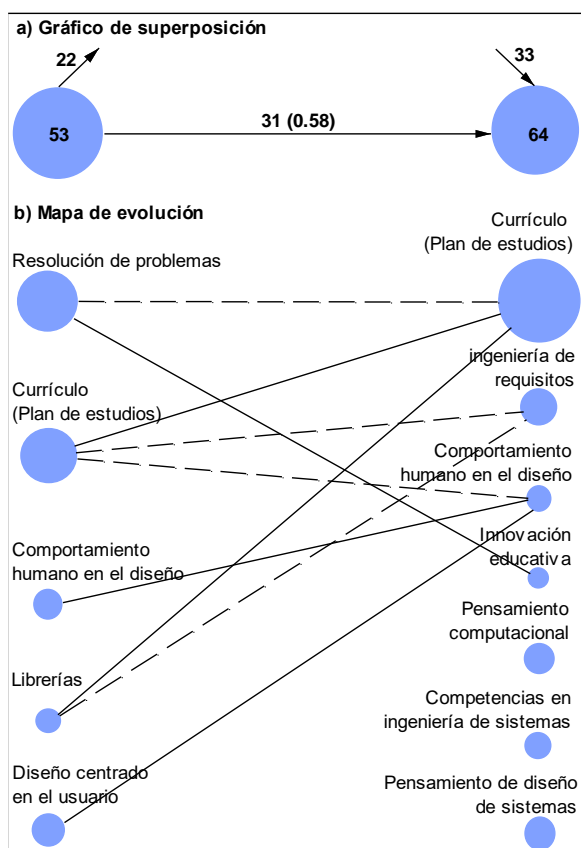 a) Gráfico de superposición
22
33
53
31 (0.58)
64
b) Mapa de evolución
Resolución de problemas
Currículo
(Plan de estudios)
Comportamiento
humano en el diseño
Librerías
Diseño centrado
en el usuario
Currículo
(Plan de estudios)
ingeniería de
requisitos
Comportamiento
humano en el diseño
Innovación
educativa
Pensamiento
computacional
Competencias en
ingeniería de sistemas
Pensamiento de diseño
de sistemas